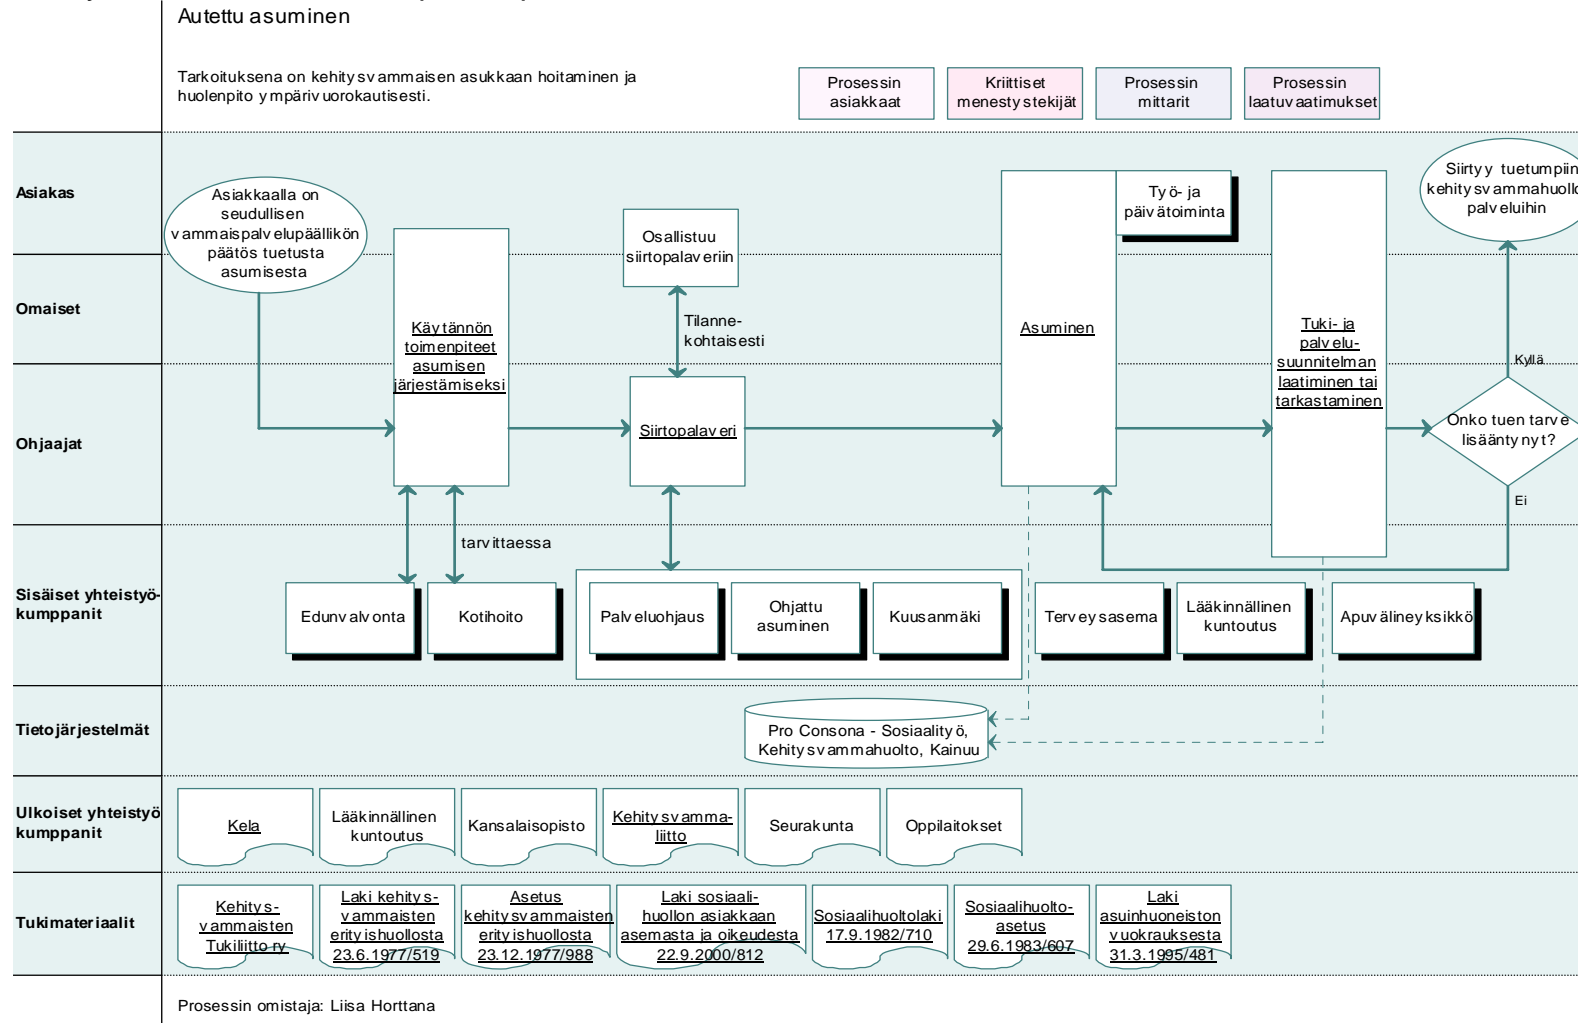 Autettu asuminen
Tarkoituksena on kehitysvammaisen asukkaan hoitaminen ja
huolenpito ympärivuorokautisesti.
Prosessin
asiakkaat
Kriittiset
menestystekijät
Prosessin
mittarit
Prosessin
laatuvaatimukset
Asiakas
Asiakkaalla on
seudullisen
vammaispalvelupäällikön
päätös tuetusta
asumisesta
Osallistuu
siirtopalaveriin
Työ- ja
päivätoiminta
Siirtyy tuetumpiin
kehitysvammahuollo
palveluihin
Omaiset
Käytännön
toimenpiteet
asumisen
järjestämiseksi
Tilanne-
kohtaisesti
Asuminen
Tuki- ja
palvelu-
suunnitelman
laatiminen tai
tarkastaminen
Kyllä
Ohjaajat
Siirtopalaveri
Onko tuen tarve
lisääntynyt?
Ei
tarvittaessa
Sisäiset yhteistyö-
kumppanit
Edunvalvonta
Kotihoito
Palveluohjaus
Ohjattu
asuminen
Kuusanmäki
Terveysasema
Lääkinnällinen
kuntoutus
Apuvälineyksikkö
Tietojärjestelmät
Pro Consona - Sosiaalityö,
Kehitysvammahuolto, Kainuu
Ulkoiset yhteistyö
kumppanit
Kela
Lääkinnällinen
kuntoutus
Kansalaisopisto
Kehitysvamma-
liitto
Seurakunta
Oppilaitokset
Tukimateriaalit
Kehitys-
vammaisten
Tukiliitto ry
Laki kehitys-
vammaisten
erityishuollosta
23.6.1977/519
Asetus
kehitysvammaisten
erityishuollosta
23.12.1977/988
Laki sosiaali-
huollon asiakkaan
asemasta ja oikeudesta
22.9.2000/812
Sosiaalihuoltolaki
17.9.1982/710
Sosiaalihuolto-
asetus
29.6.1983/607
Laki
asuinhuoneiston
vuokrauksesta
31.3.1995/481
Prosessin omistaja: Liisa Horttana